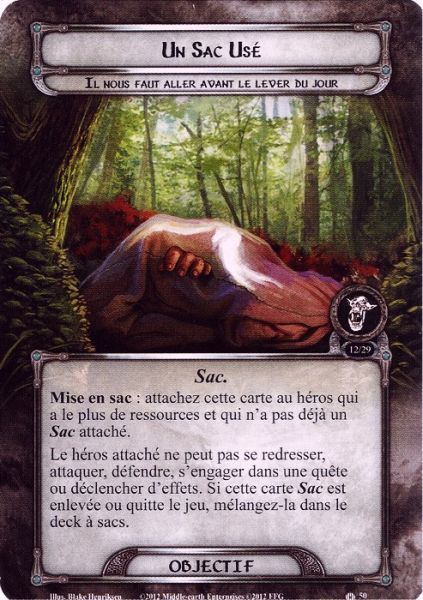 Un Sac Usé
Il nous faut aller avant le lever du jour
12/29
Sac.
Mise en sac : attachez cette carte au héros qui
a le plus de ressources et qui n'a pas déjà un
Sac attaché.
Le héros attaché ne peut pas se redresser,
attaquer, défendre, s'engager dans une quête
ou déclencher d'effets. Si cette carte Sac est
enlevée ou quitte le jeu, mélangez-la dans le
deck à sacs.
OBJECTIF
Illus. Blake Henriksen ©2012 Middle-earth Enterprises ©2012 FFG 50